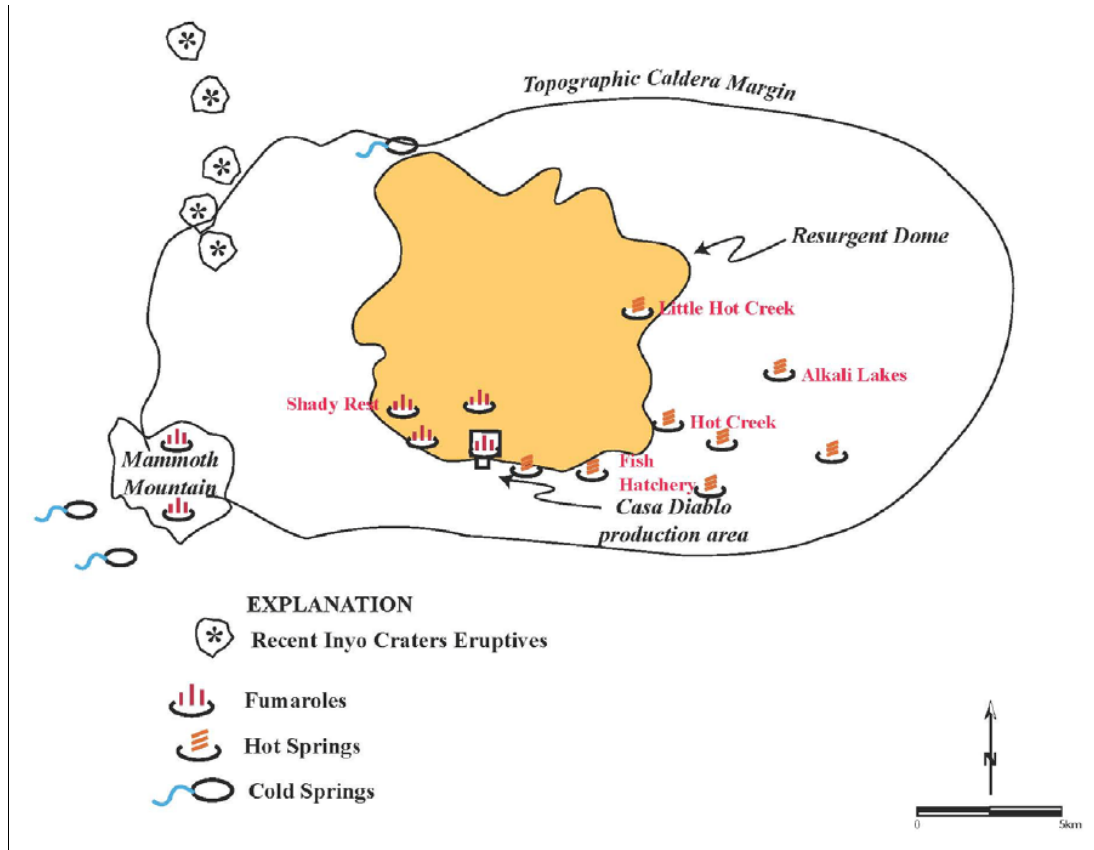 Topographic Caldera Margin
Resurgent Dome
Little Hot Creek
Alkali Lakes
Shady Rest
Hot Creek
Mammoth
Mountain
Fish
Hatchery
Casa Diablo
production area
EXPLANATION
Recent Inyo Craters Eruptives
Fumaroles
Hot Springs
Cold Springs
N
0
5km